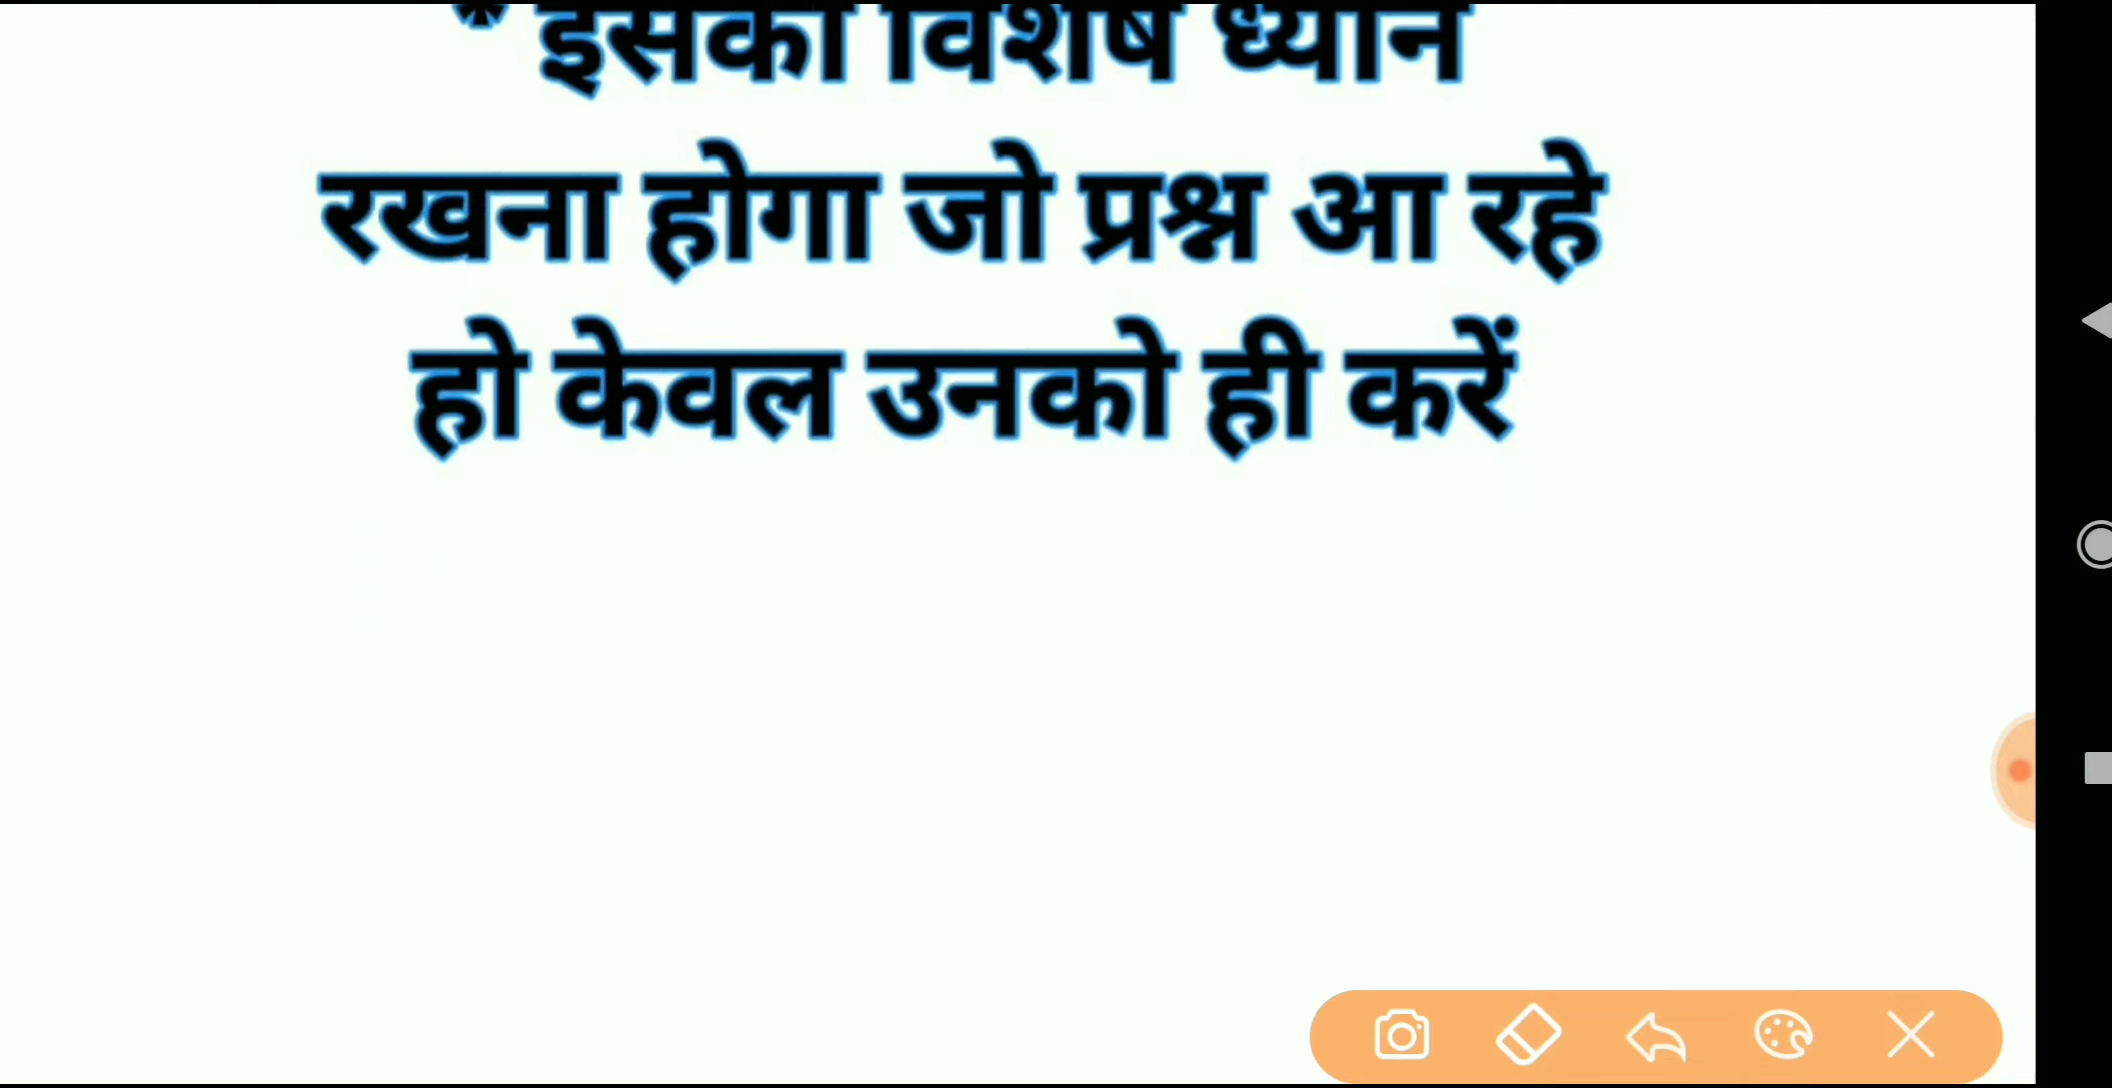 * इसका विशेष ध्यान
रखना होगा जो प्रश्न आ रहे
हो केवल उनको ही करें